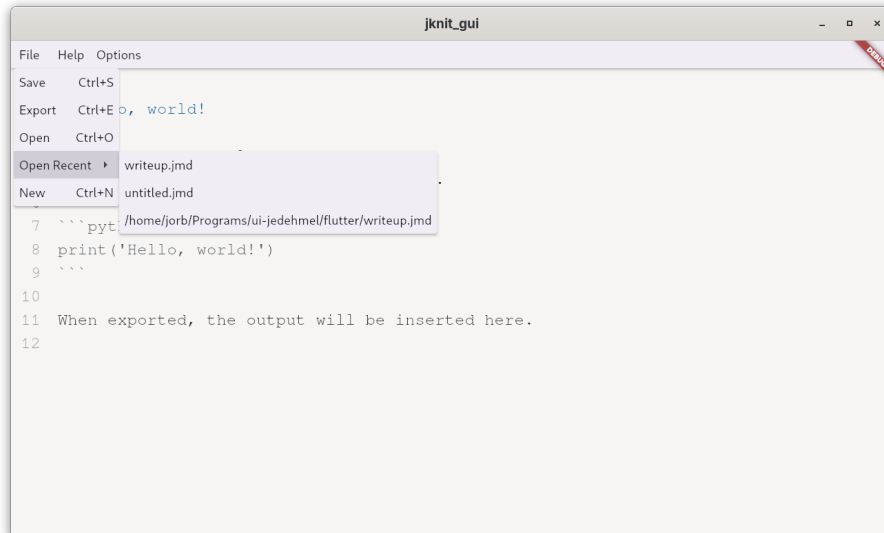 jknit_gui
File Help Options
DEBUG
Save Ctrl+S
Export Ctrl+E
o, world!
Open Ctrl+O
Open Recent
writeup.jmd
New Ctrl+N
untitled.jmd
/home/jorb/Programs/ui-jedehmel/flutter/writeup.jmd
7 ```pyt
8 print('Hello, world!')
9 ```
10
11 When exported, the output will be inserted here.
12